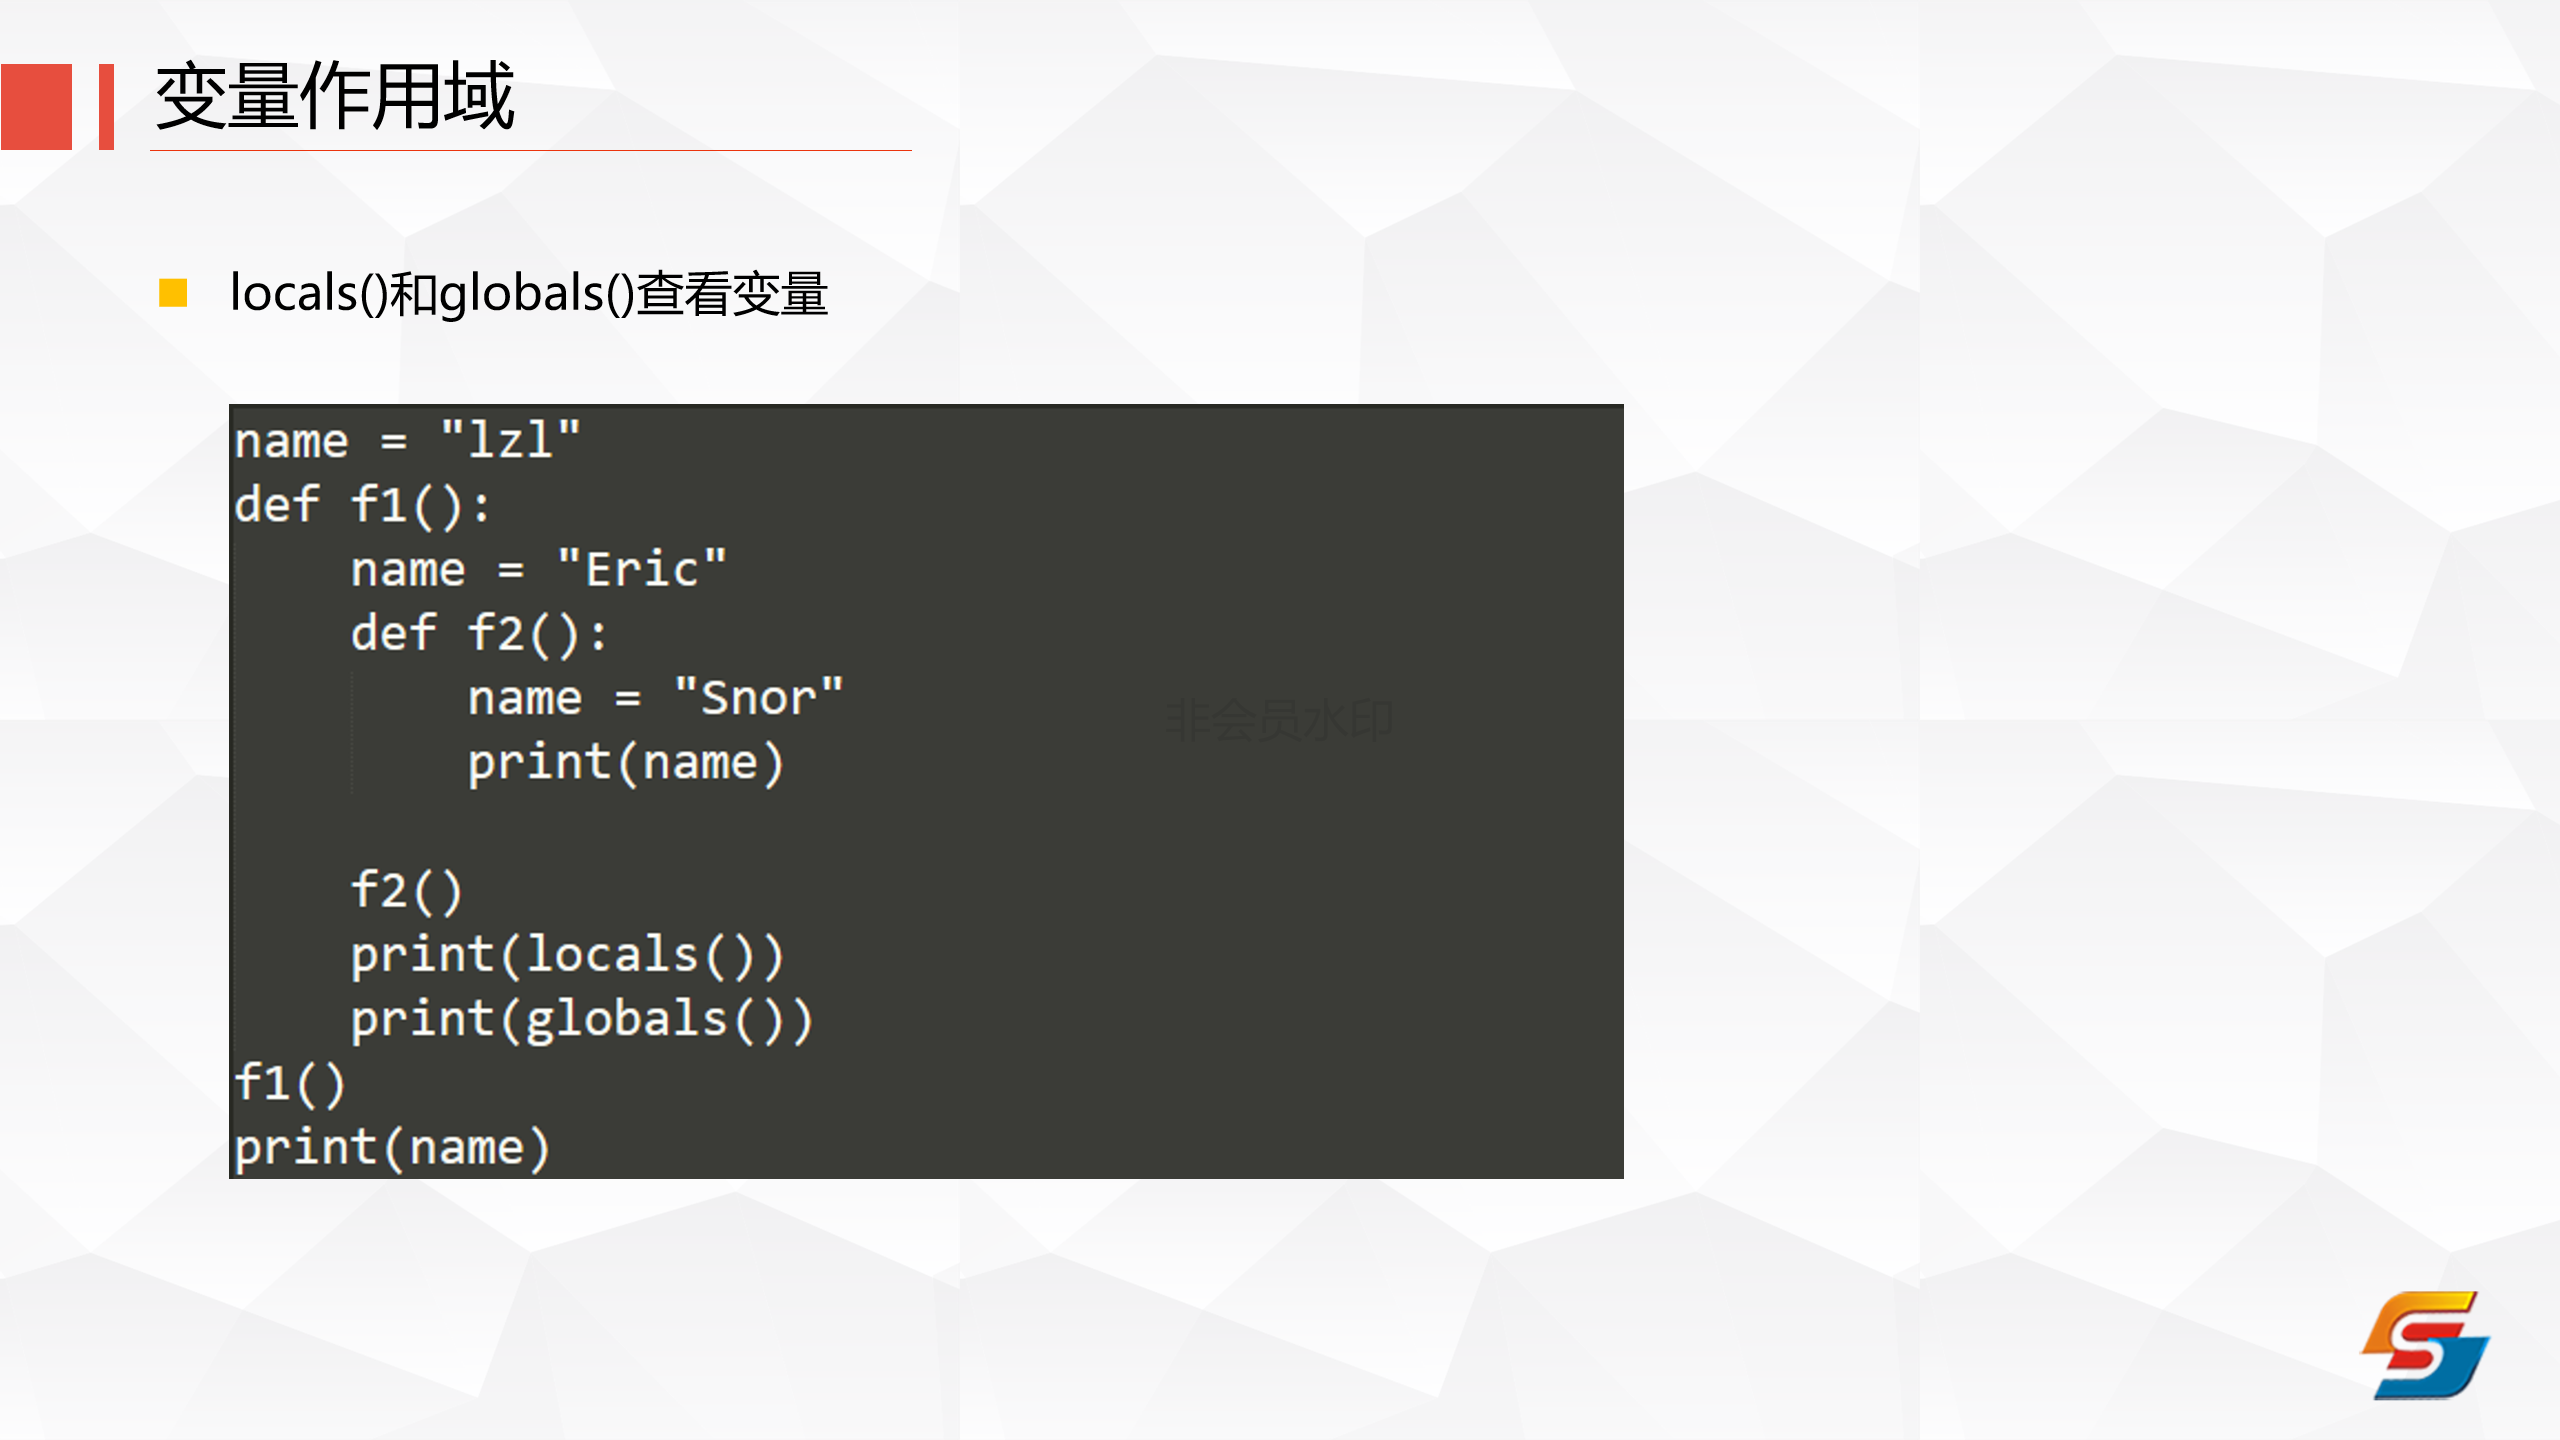 变量作用域
locals()和globals()查看变量
name = "lzl"
def f1():
    name = "Eric"
    def f2():
        name = "Snor"
        print(name)
    f2()
    print(locals())
    print(globals())
f1()
print(name)
非会员水印